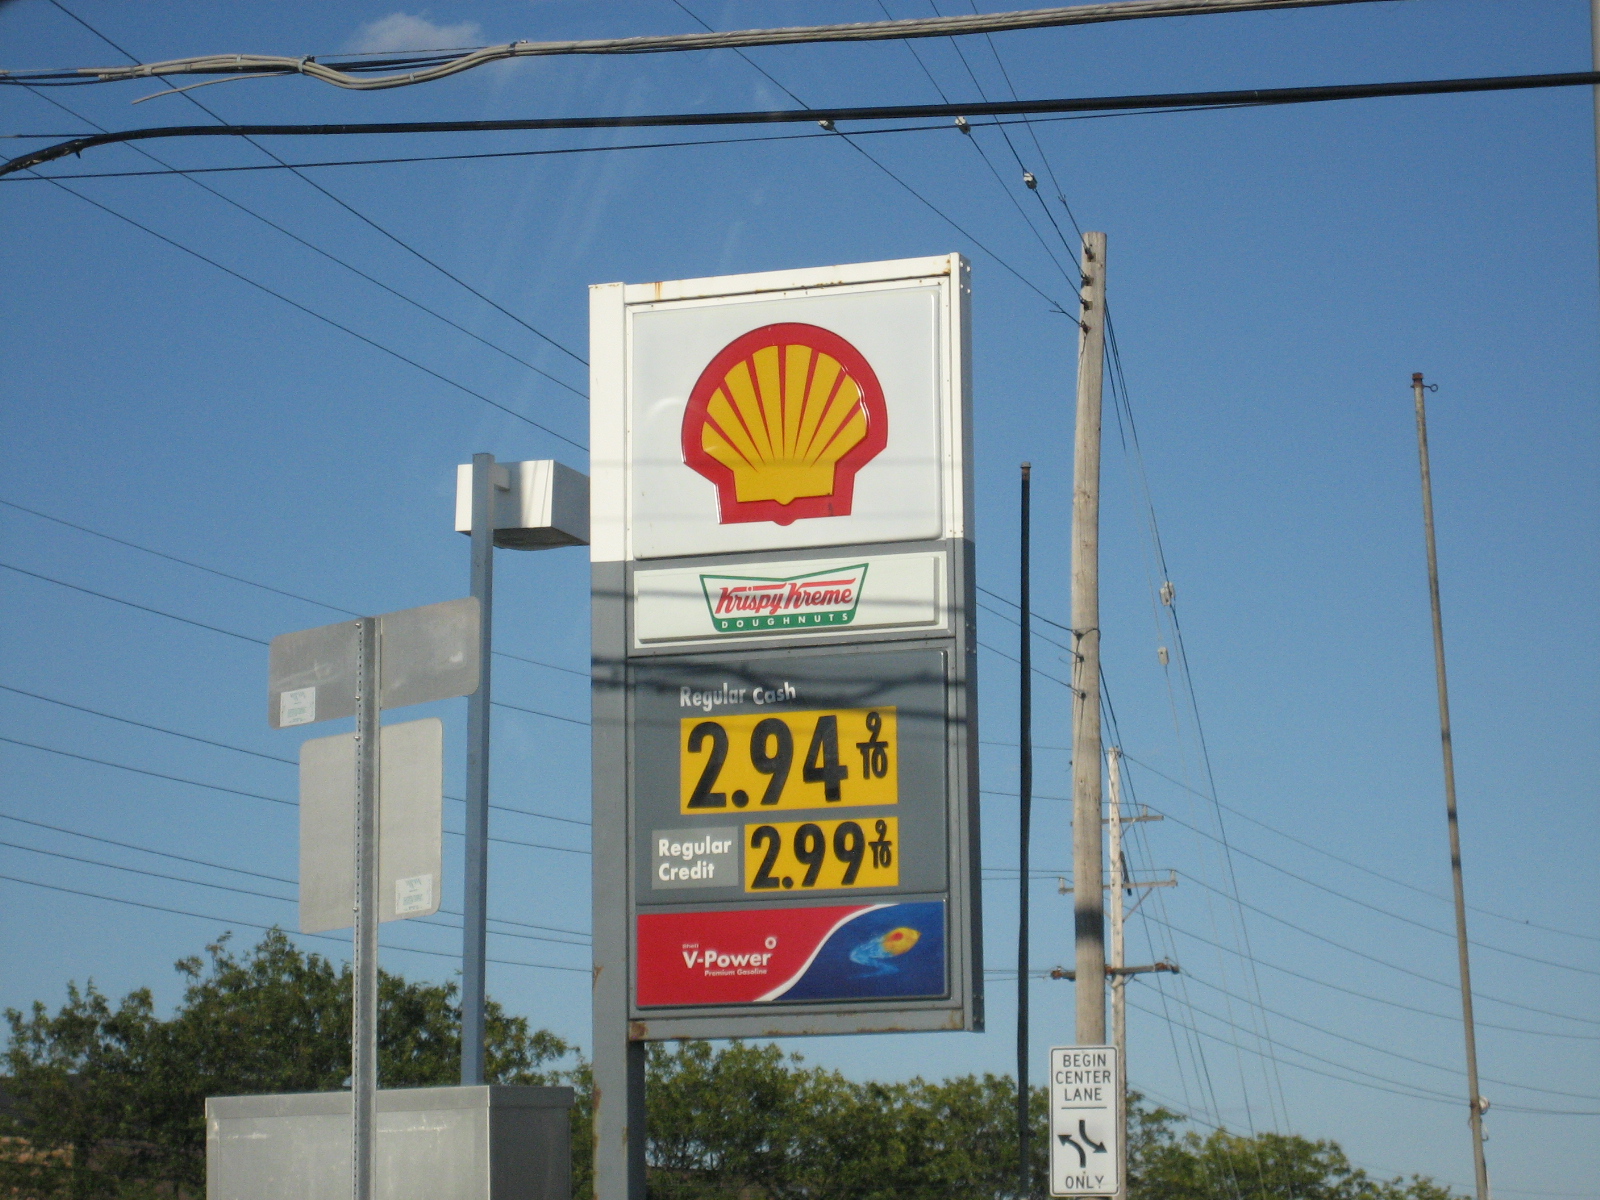 Krispy Kreme
DOUGHNUTS
Regular Cash
2.94 9/10
Regular
Credit
2.99 9/10
Shell
V-Power
Premium Gasoline
BEGIN
CENTER
LANE
ONLY